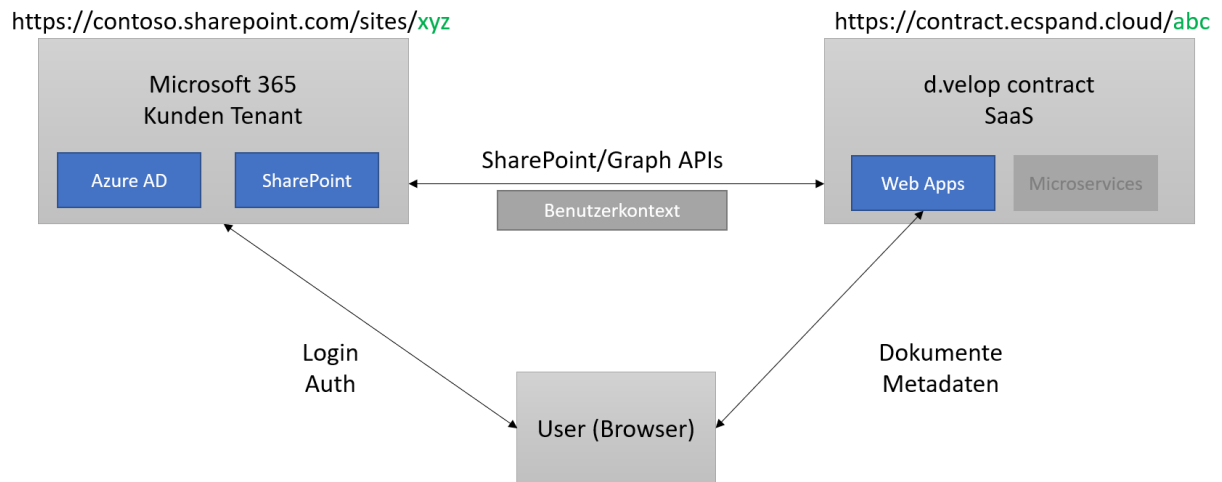 https://contoso.sharepoint.com/sites/xyz
https://contract.ecspand.cloud/abc
Microsoft 365
Kunden Tenant
Azure AD
SharePoint
SharePoint/Graph APIs
Benutzerkontext
d.velop contract
SaaS
Web Apps
Microservices
Login
Auth
Dokumente
Metadaten
User (Browser)